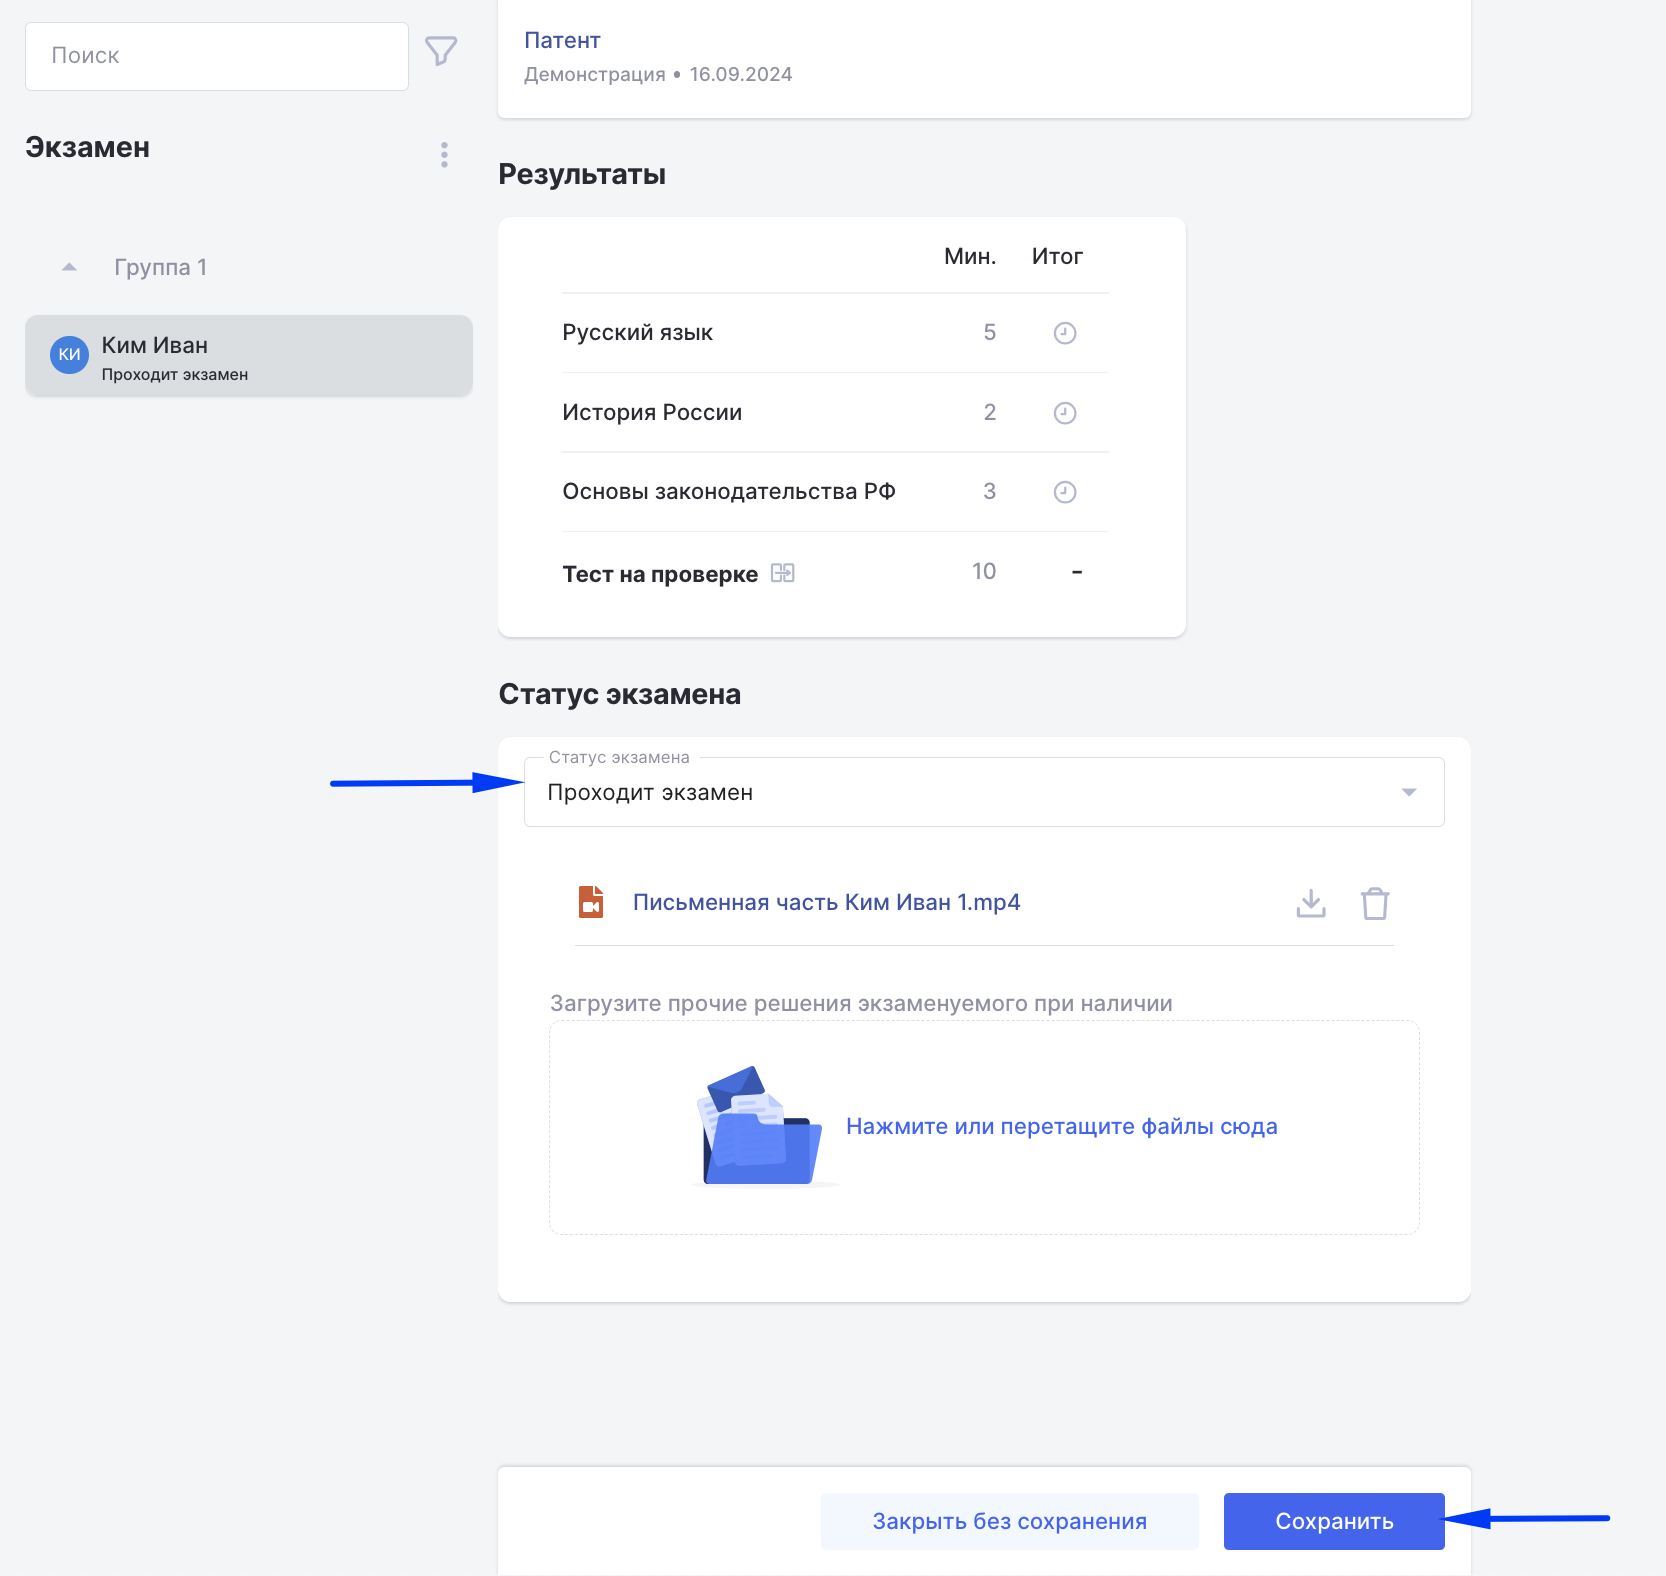 Поиск
Экзамен
Группа 1
КИ
Ким Иван
Проходит экзамен
Патент
Демонстрация • 16.09.2024
Результаты
Мин. Итог
Русский язык 5
История России 2
Основы законодательства РФ 3
Тест на проверке 10 -
Статус экзамена
Статус экзамена
Проходит экзамен
Письменная часть Ким Иван 1.mp4
Загрузите прочие решения экзаменуемого при наличии
Нажмите или перетащите файлы сюда
Закрыть без сохранения
Сохранить